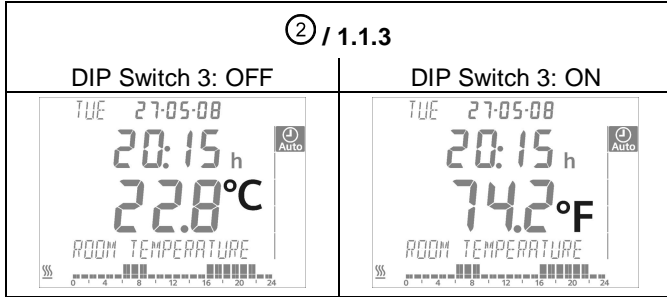 ② / 1.1.3
DIP Switch 3: OFF
DIP Switch 3: ON
TUE 27-05-08
20:15 h
Auto
22.8°C
ROOM TEMPERATURE
0 4 8 12 16 20 24
TUE 27-05-08
20:15 h
Auto
74.2°F
ROOM TEMPERATURE
0 4 8 12 16 20 24